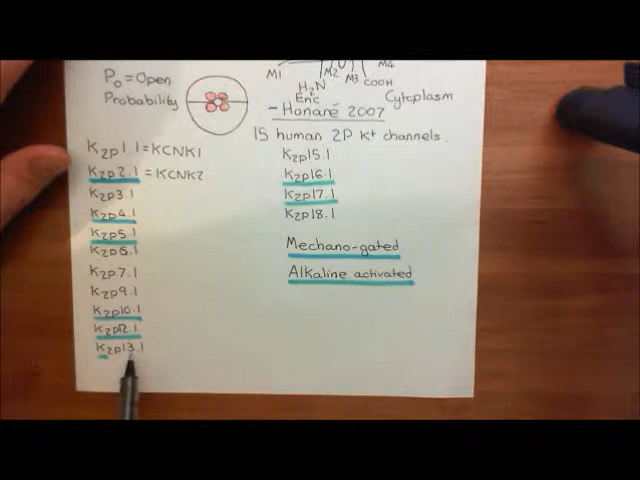 M1 M2 M3 M4
P₀ = Open
Probability
H₂N
Enc
COOH
Cytoplasm
- Honaré 2007
15 human 2P K⁺ channels.
K₂p1.1 = KCNK1
K₂p2.1 = KCNK2
K₂p3.1
K₂p4.1
K₂p5.1
K₂p6.1
K₂p7.1
K₂p9.1
K₂p10.1
K₂p12.1
K₂p13.1
K₂p15.1
K₂p16.1
K₂p17.1
K₂p18.1
Mechano-gated
Alkaline activated